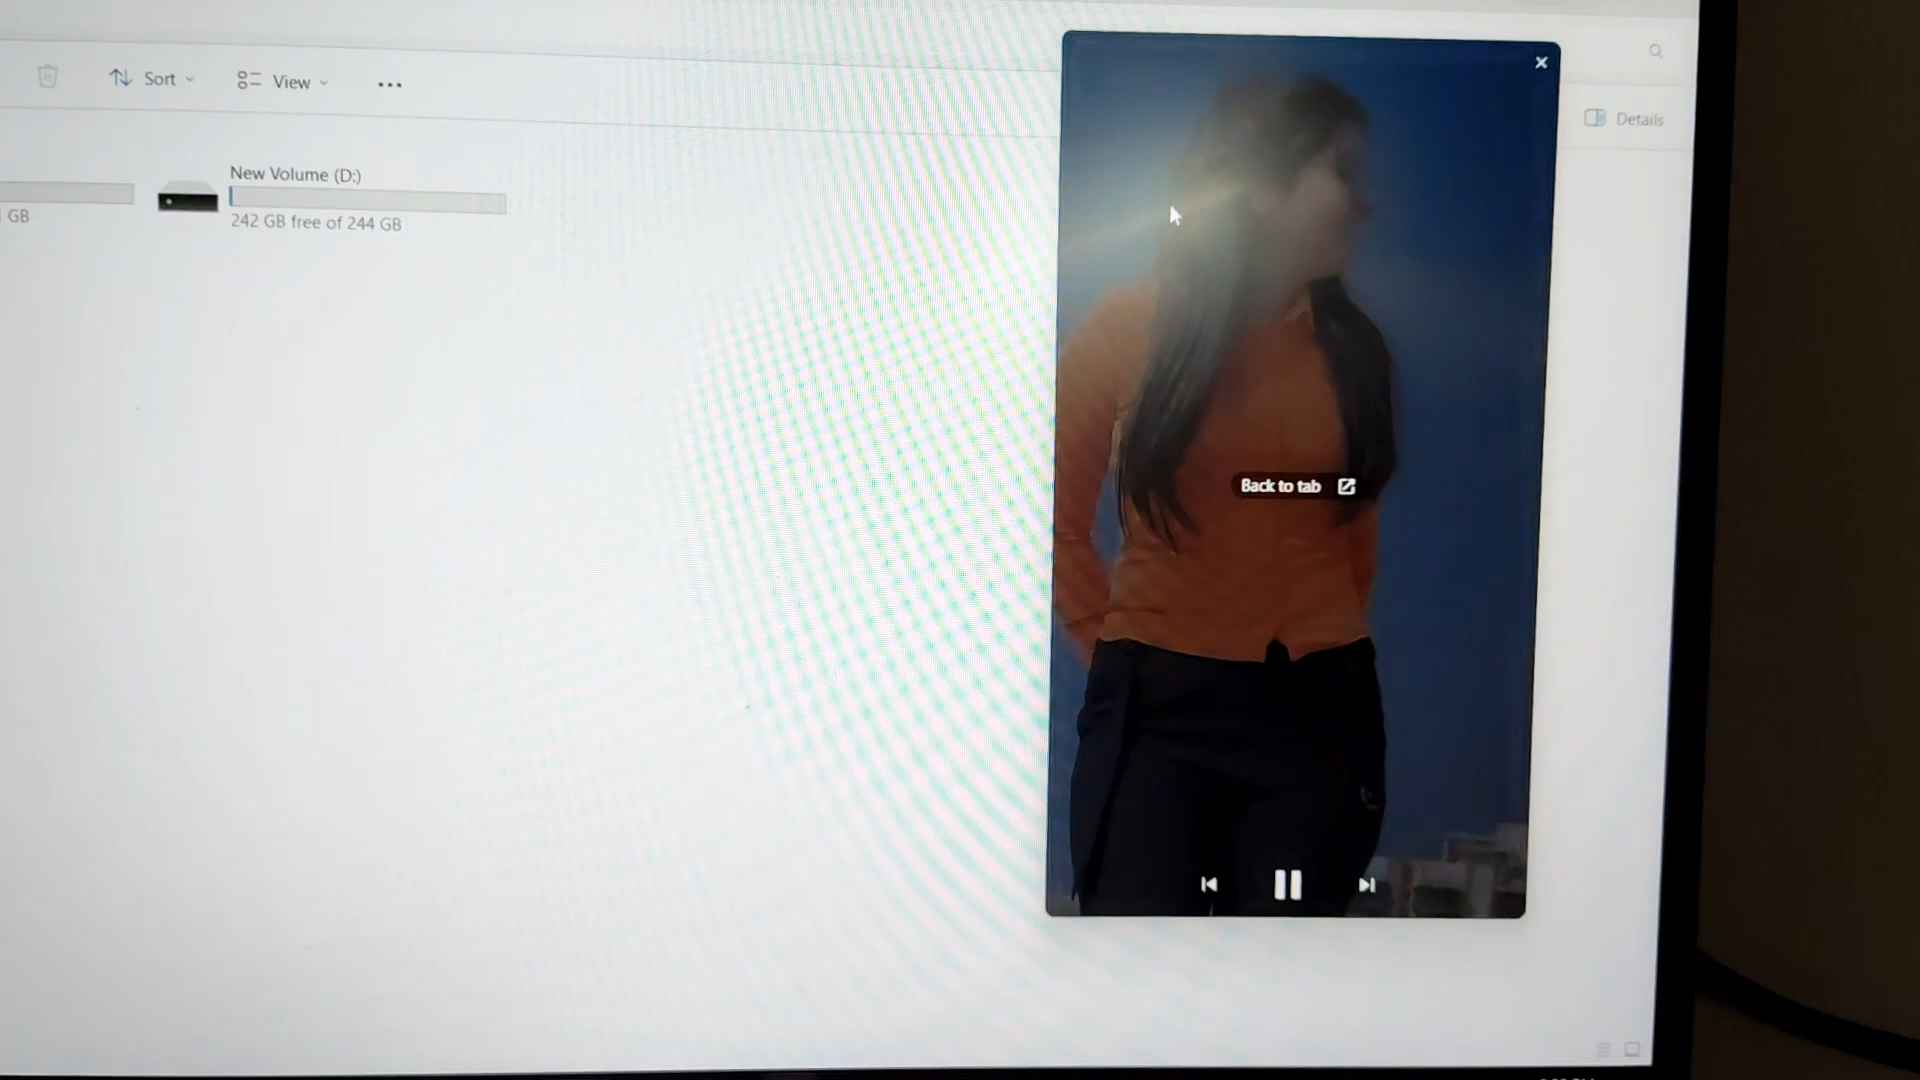 Sort
View
Details
New Volume (D:)
GB
242 GB free of 244 GB
Back to tab